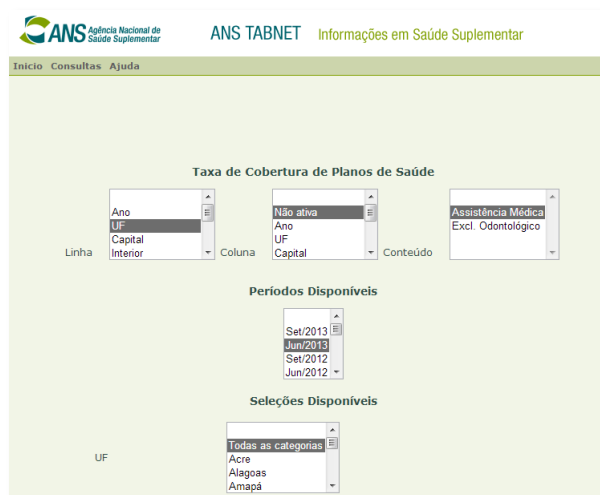 ANS Agência Nacional de Saúde Suplementar
ANS TABNET Informações em Saúde Suplementar
Inicio Consultas Ajuda
Taxa de Cobertura de Planos de Saúde
Linha
Ano
UF
Capital
Interior
Coluna
Não ativa
Ano
UF
Capital
Conteúdo
Assistência Médica
Excl. Odontológico
Períodos Disponíveis
Set/2013
Jun/2013
Set/2012
Jun/2012
Seleções Disponíveis
UF
Todas as categorias
Acre
Alagoas
Amapá